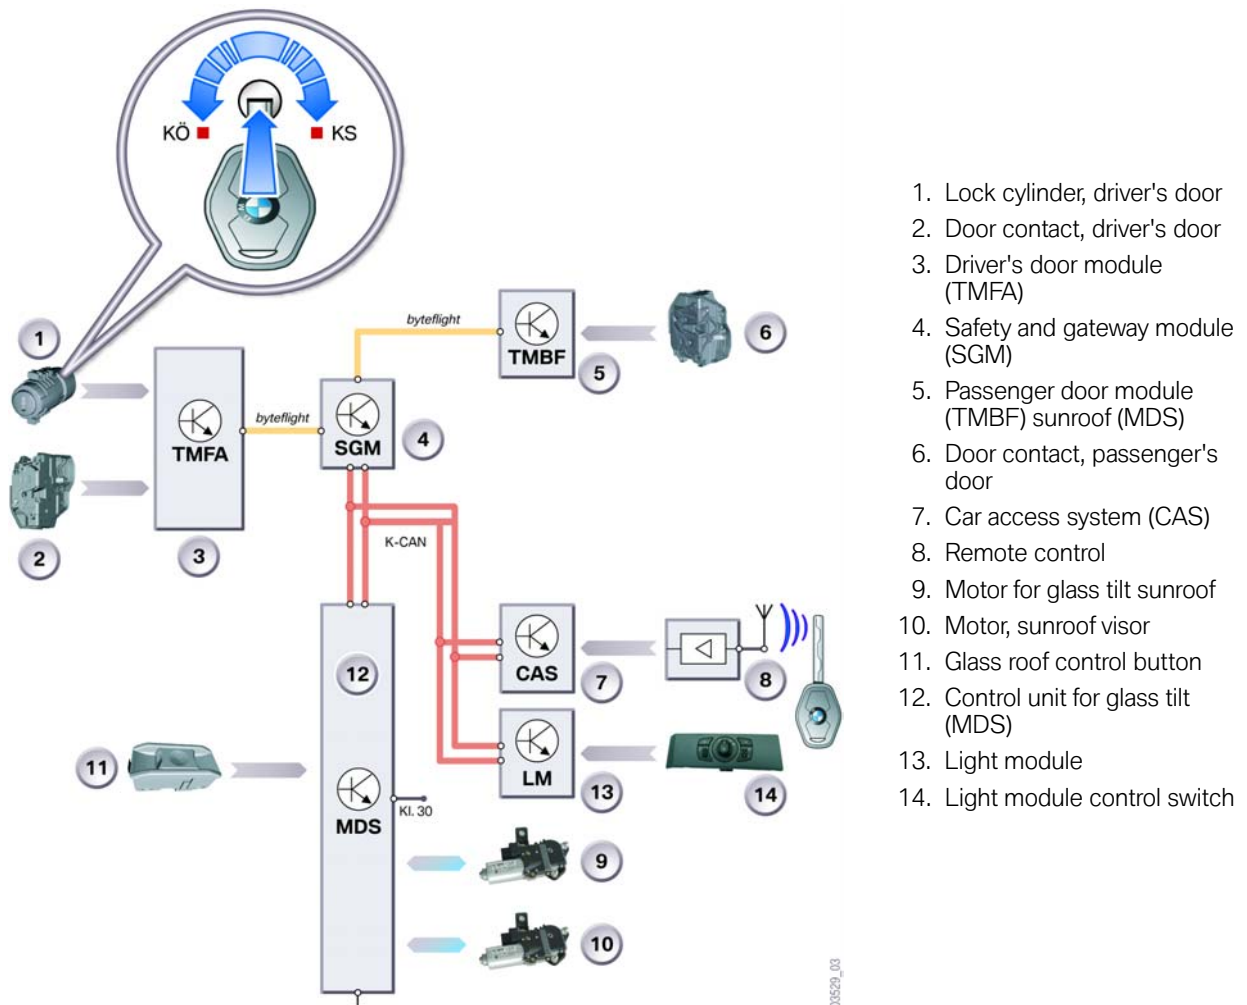 KÖ
KS
1
byteflight
TMBF
6
5
TMFA
byteflight
SGM
4
2
3
K-CAN
12
CAS
7
8
11
LM
13
14
MDS
Kl. 30
9
10
03529_03
1. Lock cylinder, driver's door
2. Door contact, driver's door
3. Driver's door module
(TMFA)
4. Safety and gateway module
(SGM)
5. Passenger door module
(TMBF) sunroof (MDS)
6. Door contact, passenger's
door
7. Car access system (CAS)
8. Remote control
9. Motor for glass tilt sunroof
10. Motor, sunroof visor
11. Glass roof control button
12. Control unit for glass tilt
(MDS)
13. Light module
14. Light module control switch